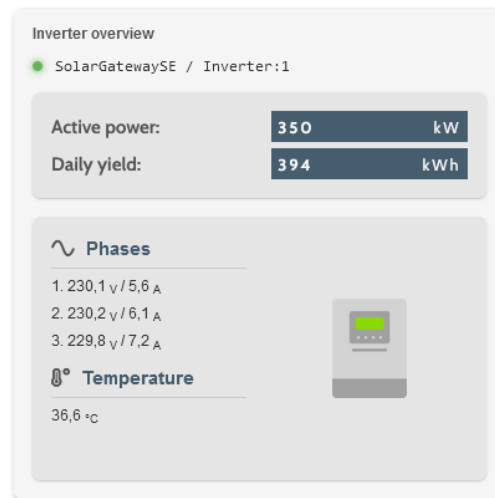 Inverter overview
SolarGatewaySE / Inverter:1
Active power: 350 kW
Daily yield: 394 kWh
Phases
1. 230,1 V / 5,6 A
2. 230,2 V / 6,1 A
3. 229,8 V / 7,2 A
Temperature
36,6 °C